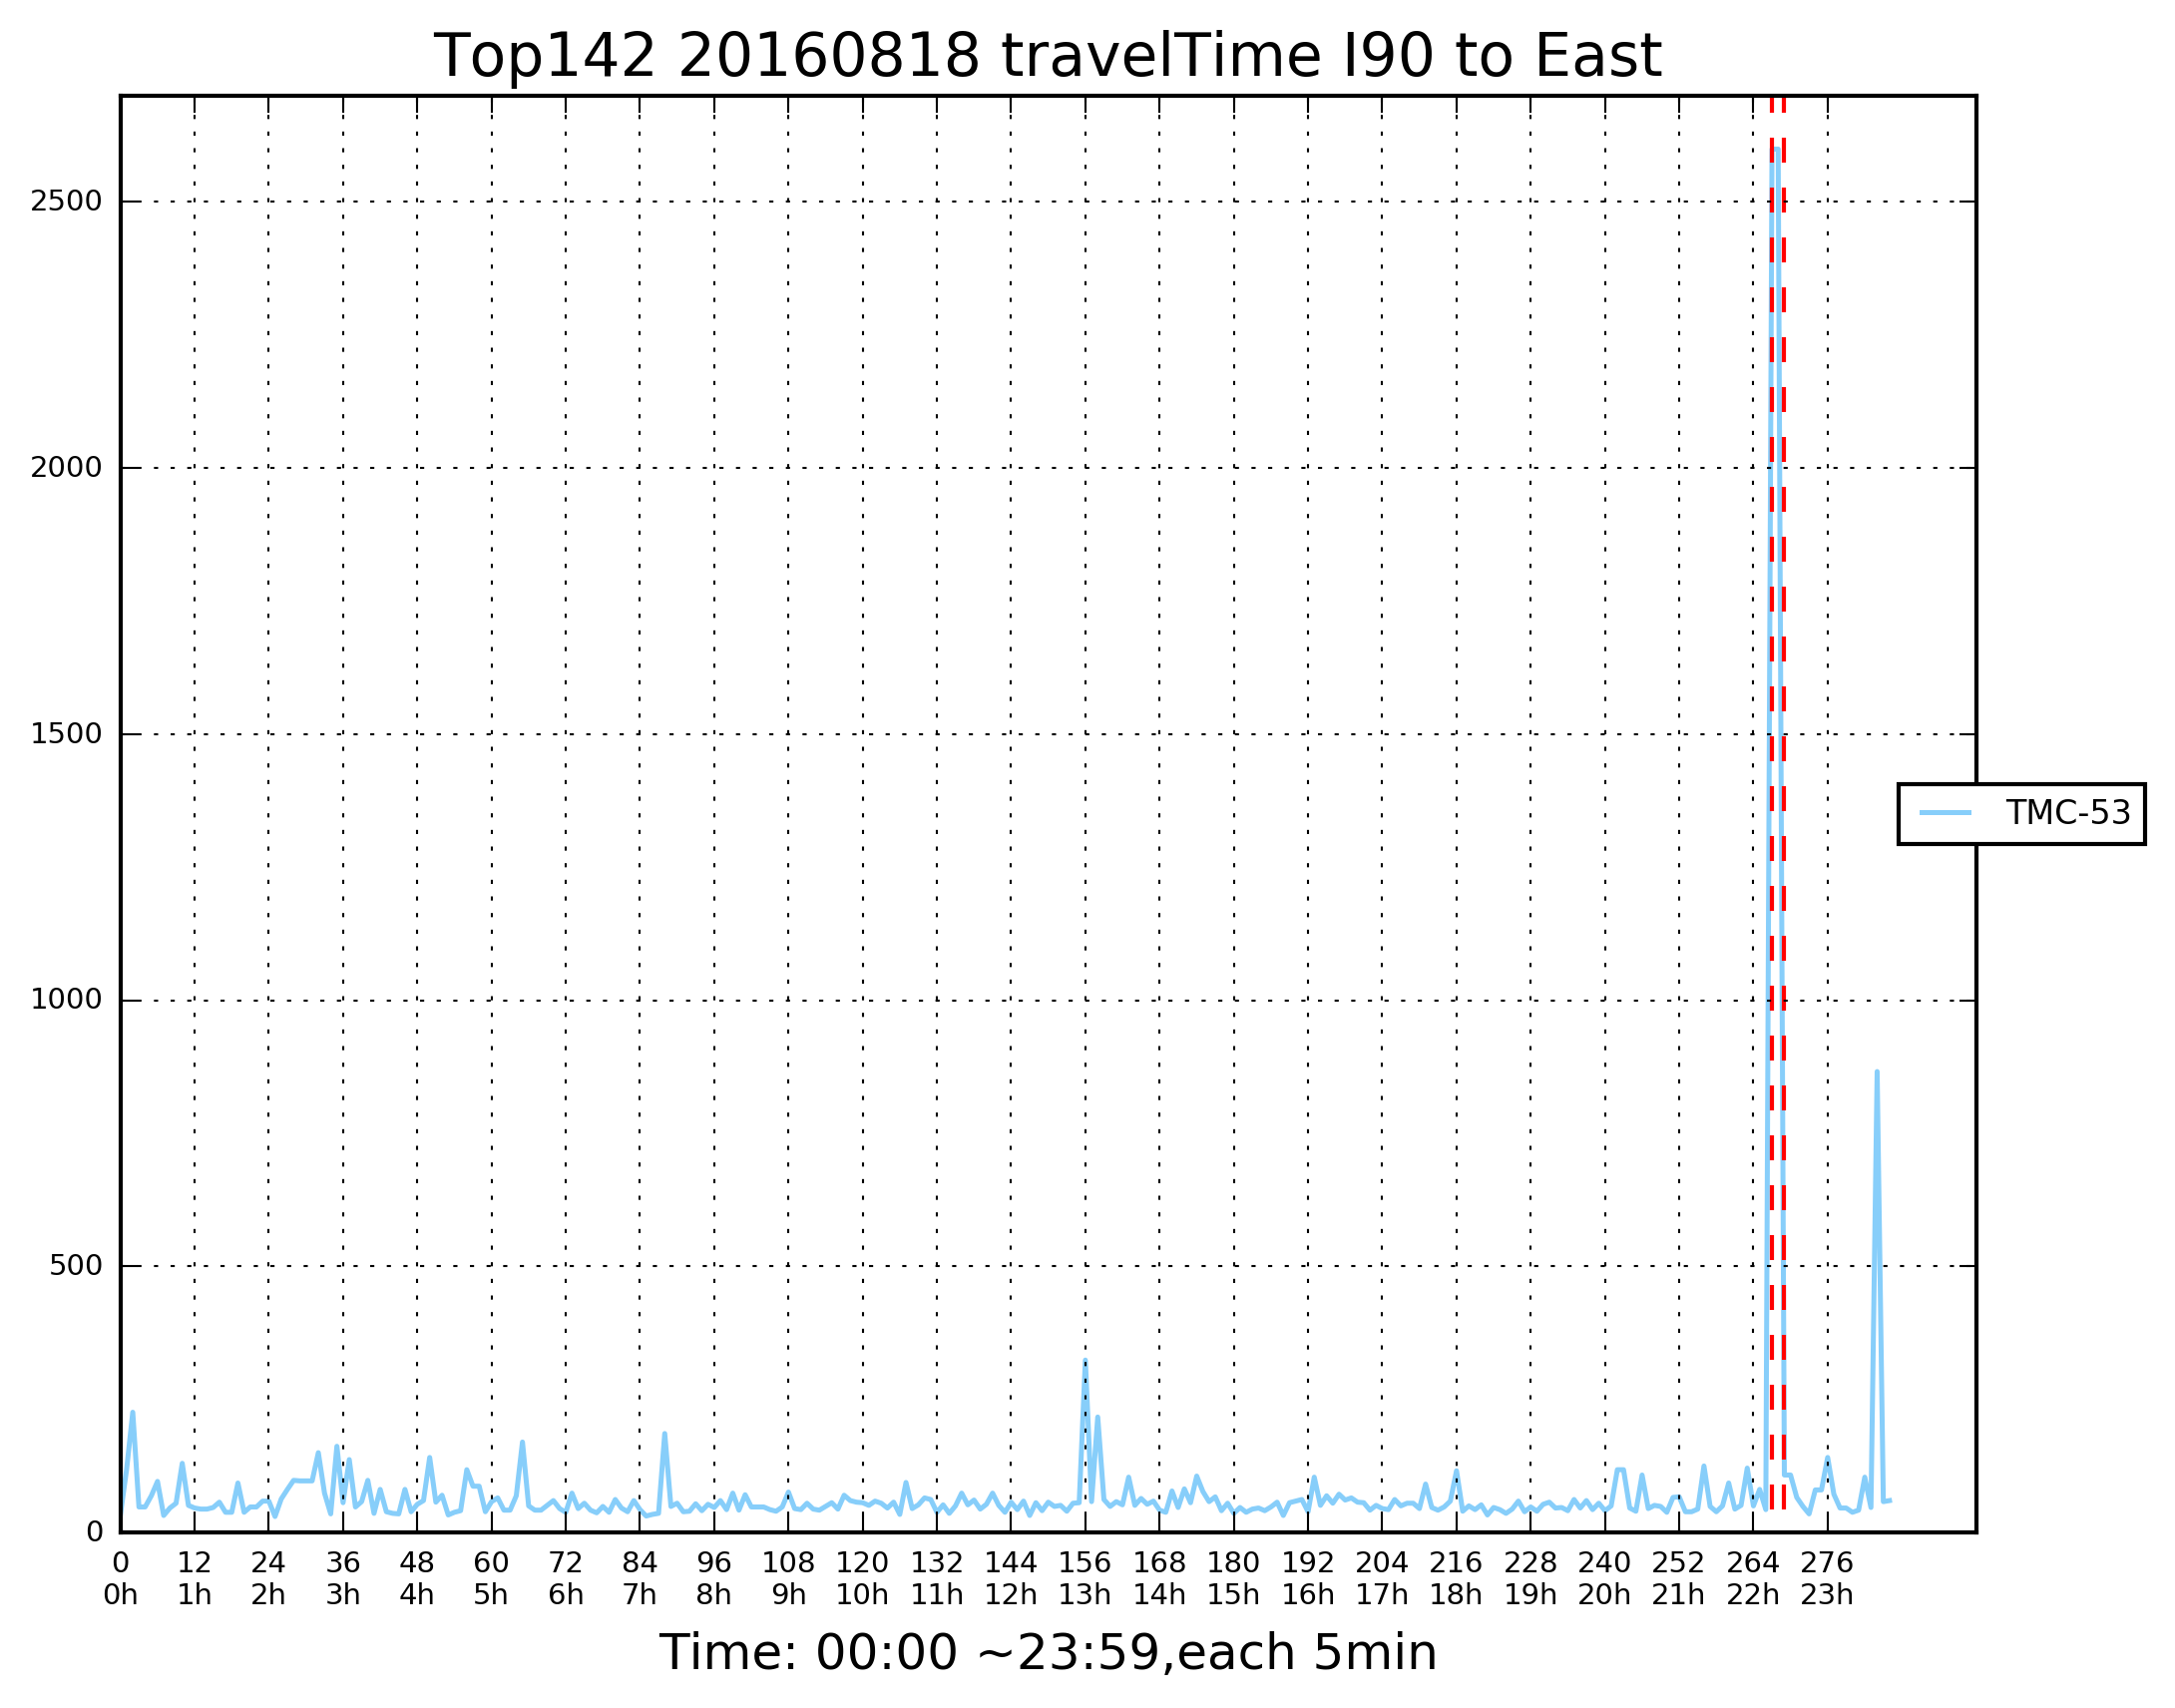 Top142 20160818 travelTime I90 to East
2500
2000
1500
1000
500
0
TMC-53
0 12 24 36 48 60 72 84 96 108 120 132 144 156 168 180 192 204 216 228 240 252 264 276
0h 1h 2h 3h 4h 5h 6h 7h 8h 9h 10h 11h 12h 13h 14h 15h 16h 17h 18h 19h 20h 21h 22h 23h
Time: 00:00 ~23:59,each 5min